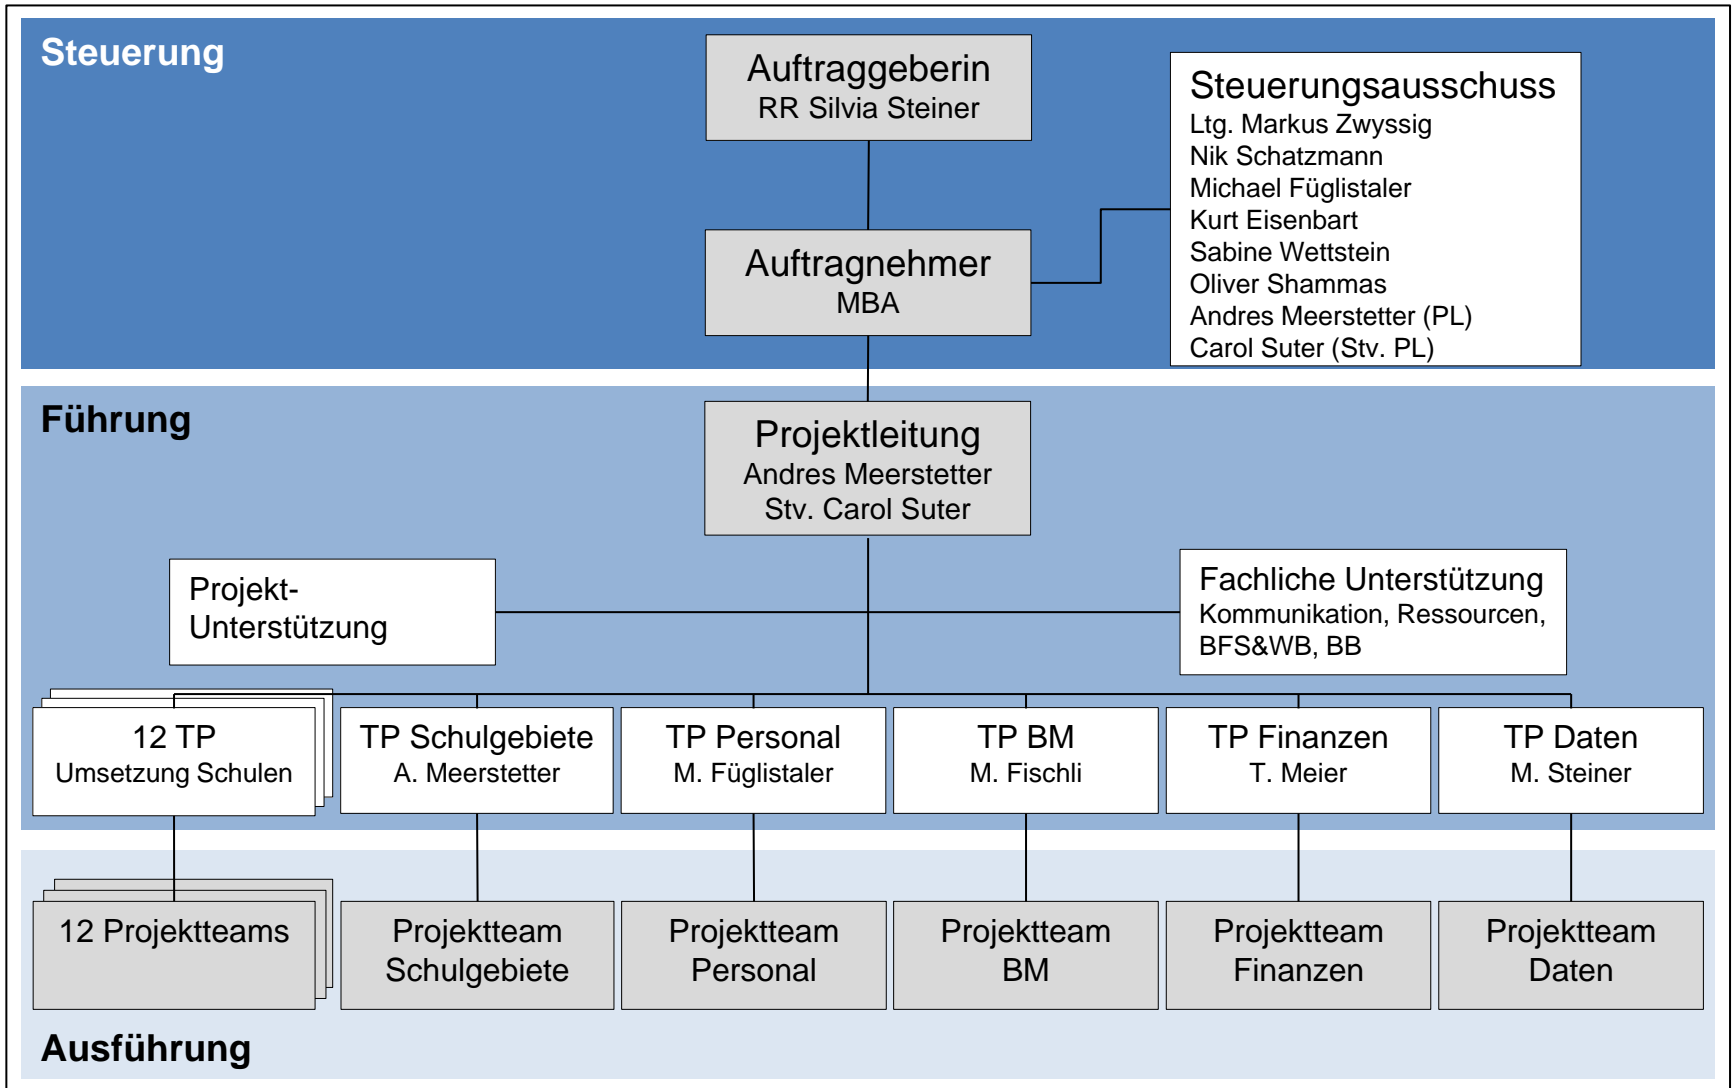 Steuerung
Auftraggeberin
RR Silvia Steiner
Steuerungsausschuss
Ltg. Markus Zwyssig
Nik Schatzmann
Michael Füglistaler
Kurt Eisenbart
Sabine Wettstein
Oliver Shammas
Andres Meerstetter (PL)
Carol Suter (Stv. PL)
Auftragnehmer
MBA
Führung
Projektleitung
Andres Meerstetter
Stv. Carol Suter
Projekt-
Unterstützung
Fachliche Unterstützung
Kommunikation, Ressourcen,
BFS&WB, BB
12 TP
Umsetzung Schulen
TP Schulgebiete
A. Meerstetter
TP Personal
M. Füglistaler
TP BM
M. Fischli
TP Finanzen
T. Meier
TP Daten
M. Steiner
12 Projektteams
Projektteam
Schulgebiete
Projektteam
Personal
Projektteam
BM
Projektteam
Finanzen
Projektteam
Daten
Ausführung